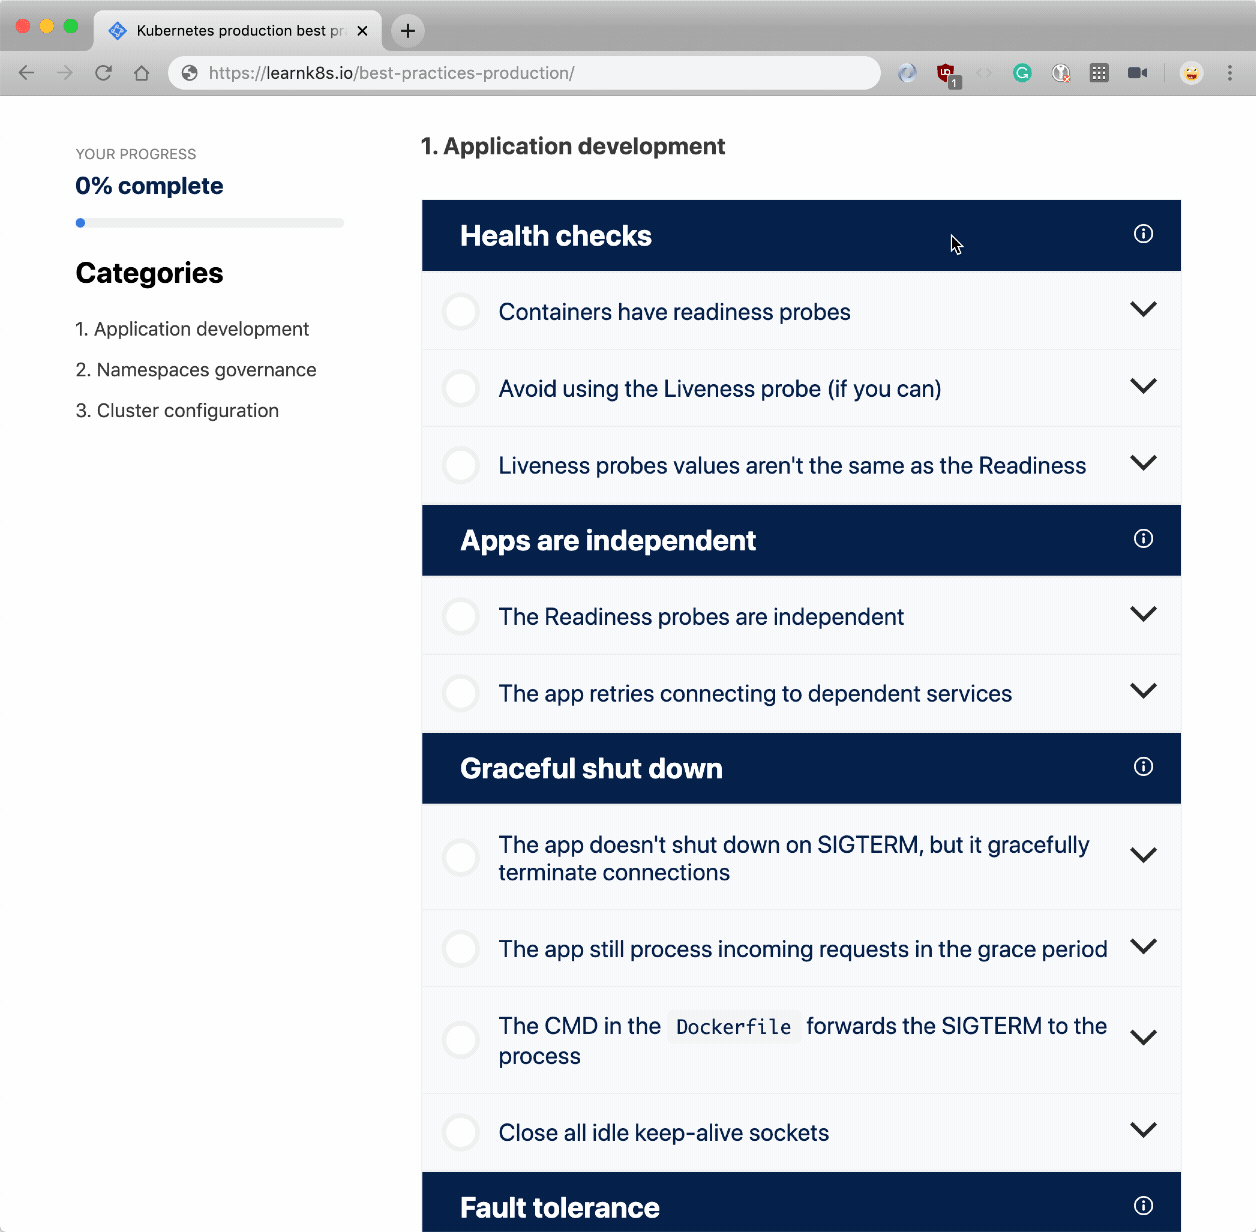 Kubernetes production best pr
https://learnk8s.io/best-practices-production/
1
YOUR PROGRESS
0% complete
Categories
1. Application development
2. Namespaces governance
3. Cluster configuration
1. Application development
Health checks
Containers have readiness probes
Avoid using the Liveness probe (if you can)
Liveness probes values aren't the same as the Readiness
Apps are independent
The Readiness probes are independent
The app retries connecting to dependent services
Graceful shut down
The app doesn't shut down on SIGTERM, but it gracefully
terminate connections
The app still process incoming requests in the grace period
The CMD in the Dockerfile forwards the SIGTERM to the
process
Close all idle keep-alive sockets
Fault tolerance